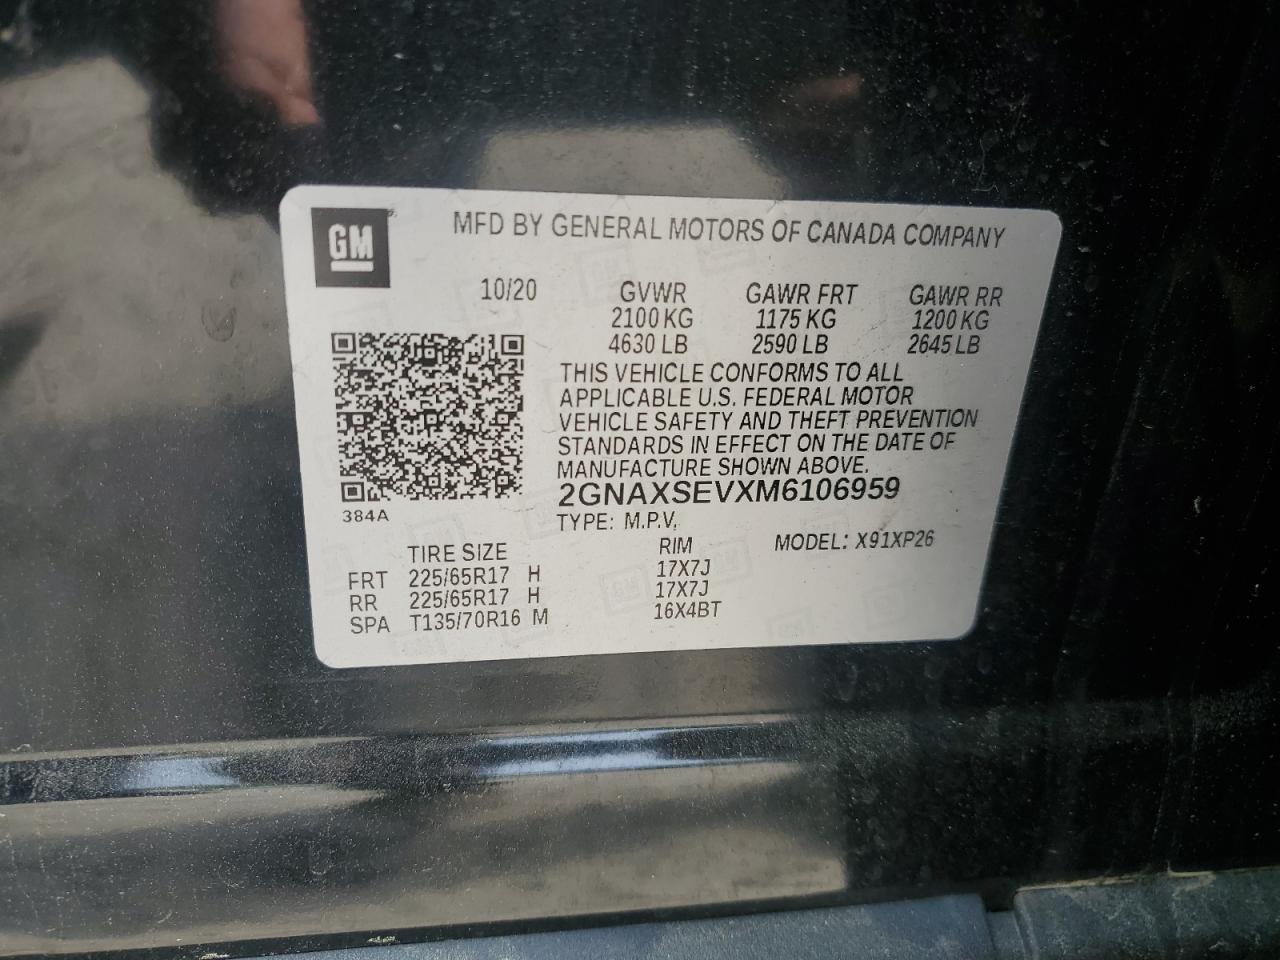 GM
MFD BY GENERAL MOTORS OF CANADA COMPANY
10/20 GVWR GAWR FRT GAWR RR
2100 KG 1175 KG 1200 KG
4630 LB 2590 LB 2645 LB
THIS VEHICLE CONFORMS TO ALL
APPLICABLE U.S. FEDERAL MOTOR
VEHICLE SAFETY AND THEFT PREVENTION
STANDARDS IN EFFECT ON THE DATE OF
MANUFACTURE SHOWN ABOVE.
2GNAXSEVXM6106959
384A
TYPE: M.P.V.
MODEL: X91XP26
TIRE SIZE RIM
FRT 225/65R17 H 17X7J
RR 225/65R17 H 17X7J
SPA T135/70R16 M 16X4BT